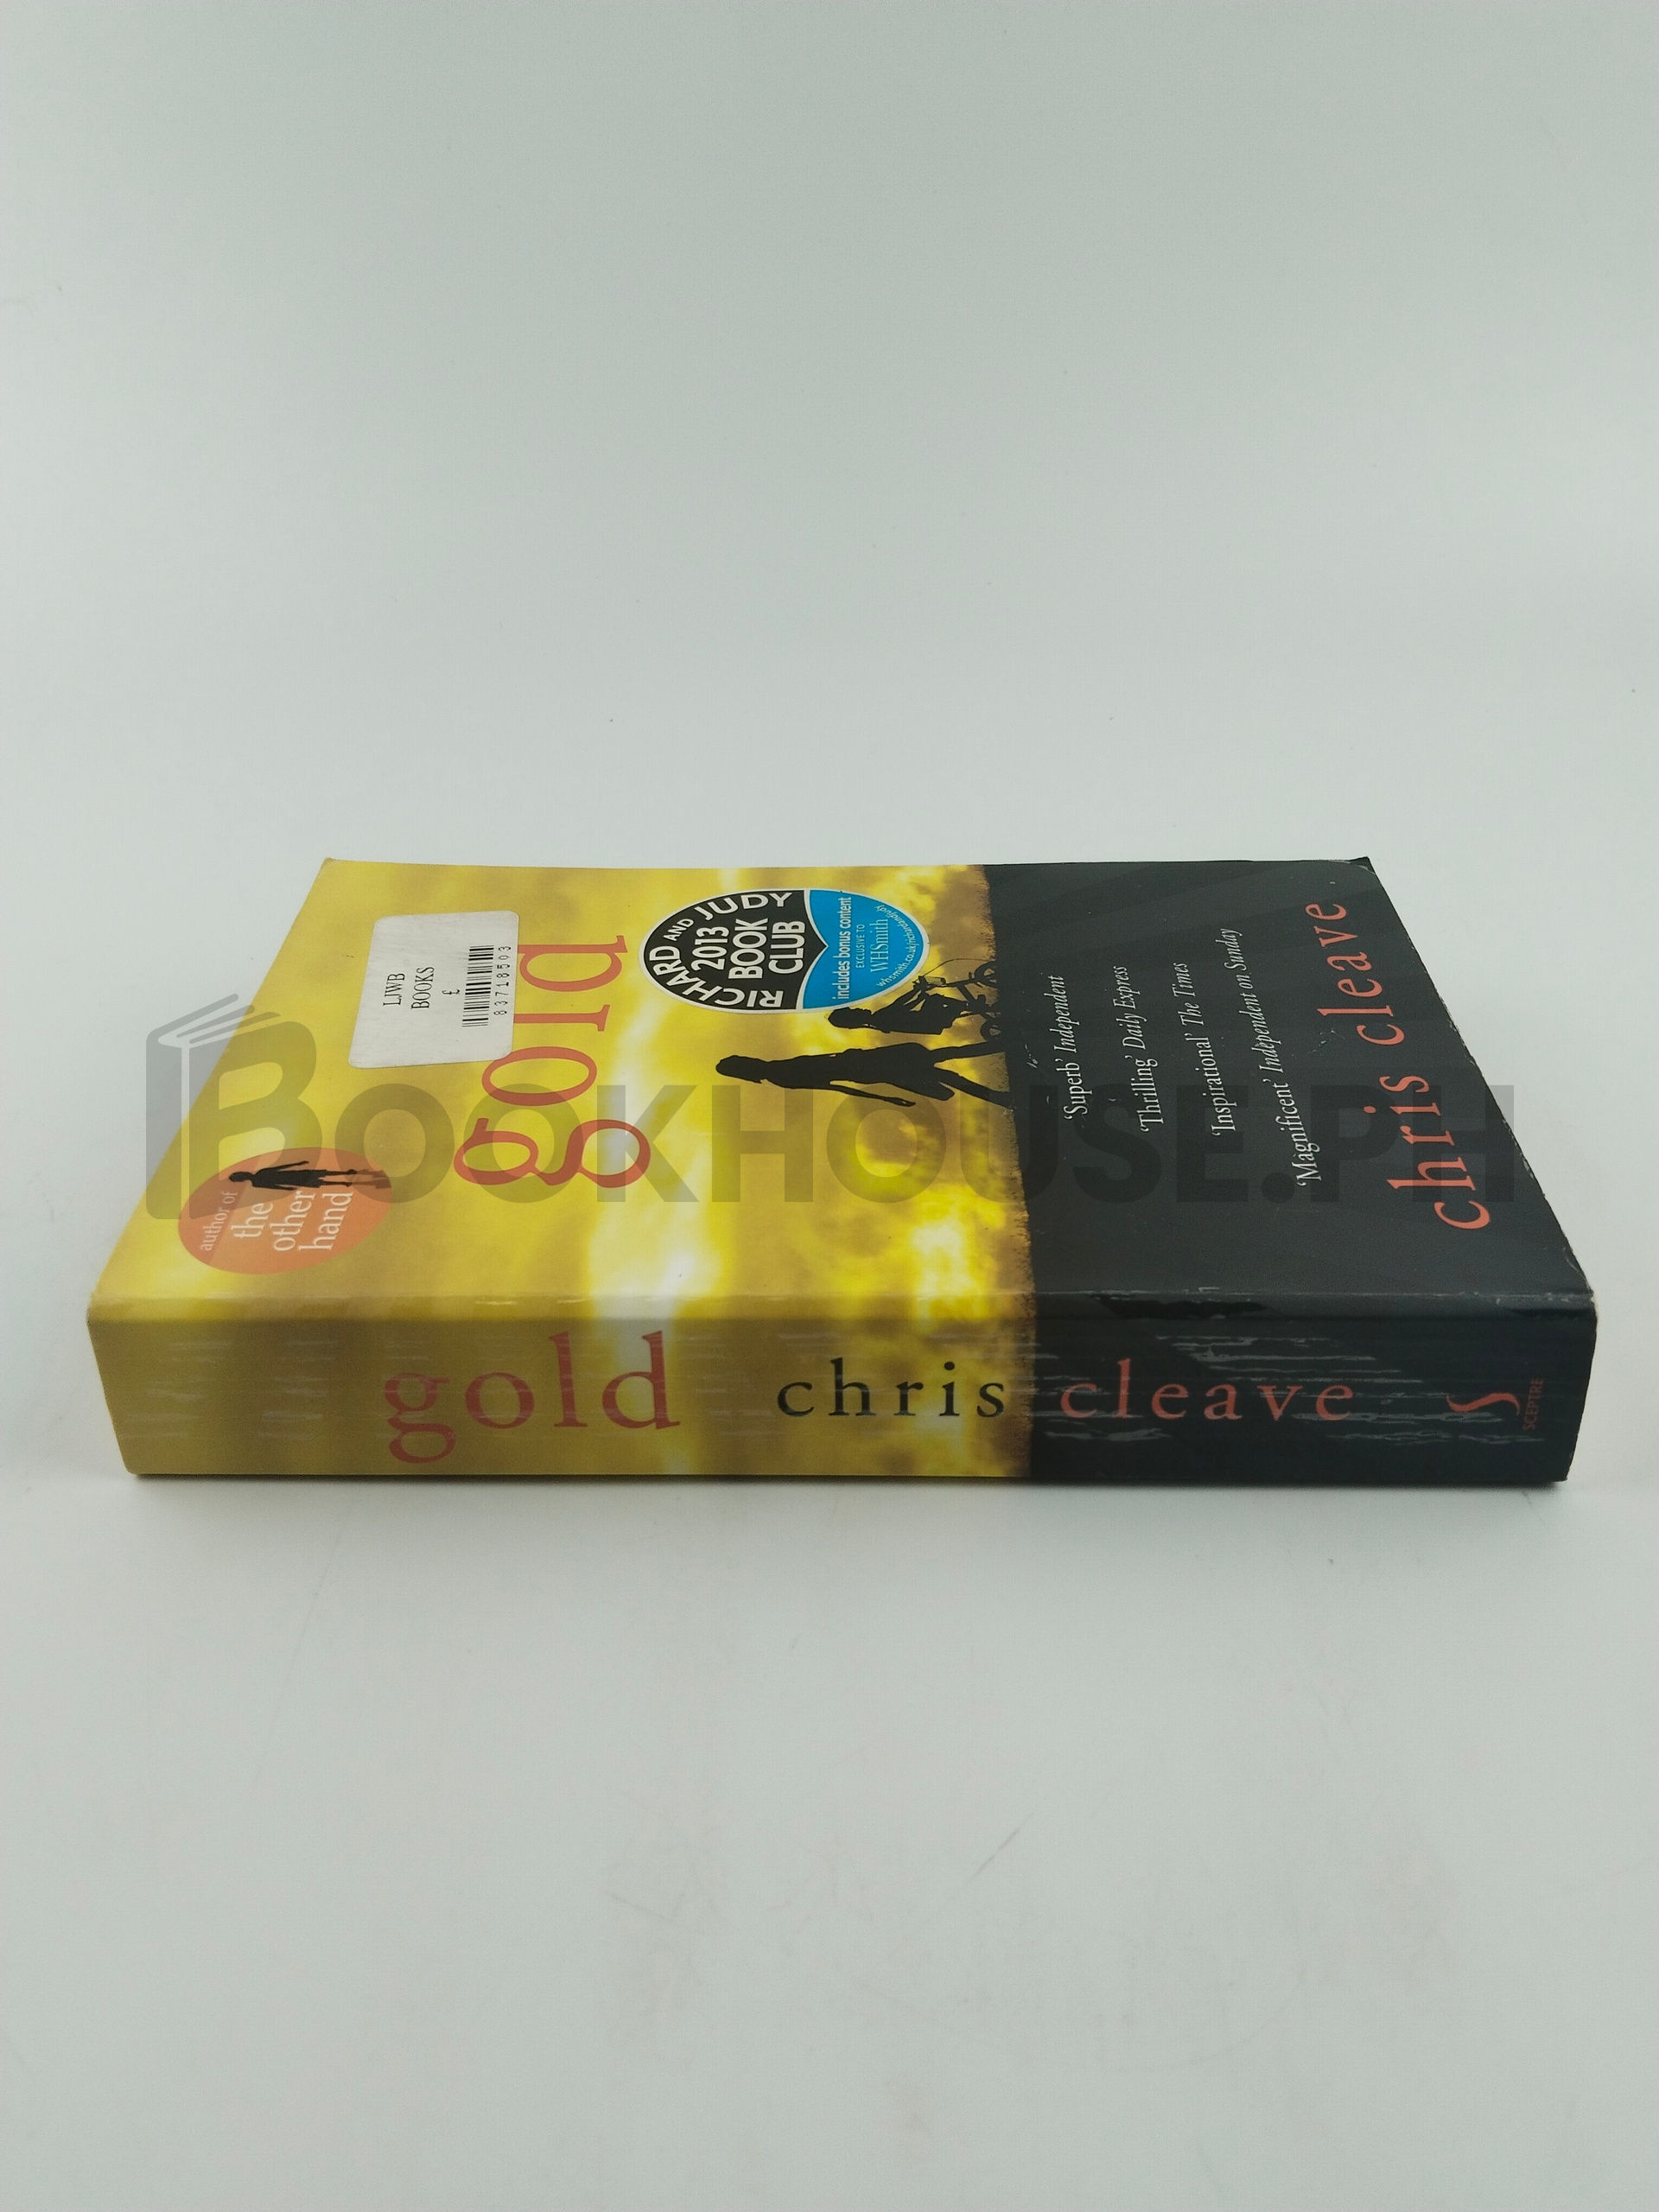 author of
the
other
hand
LJWB
BOOKS
£
83718503
gold
RICHARD AND JUDY
2013
BOOK
CLUB
includes bonus content
EXCLUSIVE TO
WHSmith
'Superb' Independent
'Thrilling' Daily Express
'Inspirational' The Times
'Magnificent' Independent on Sunday
chris cleave
gold chris cleave
SCEPTRE
BOOKHOUSE.PH